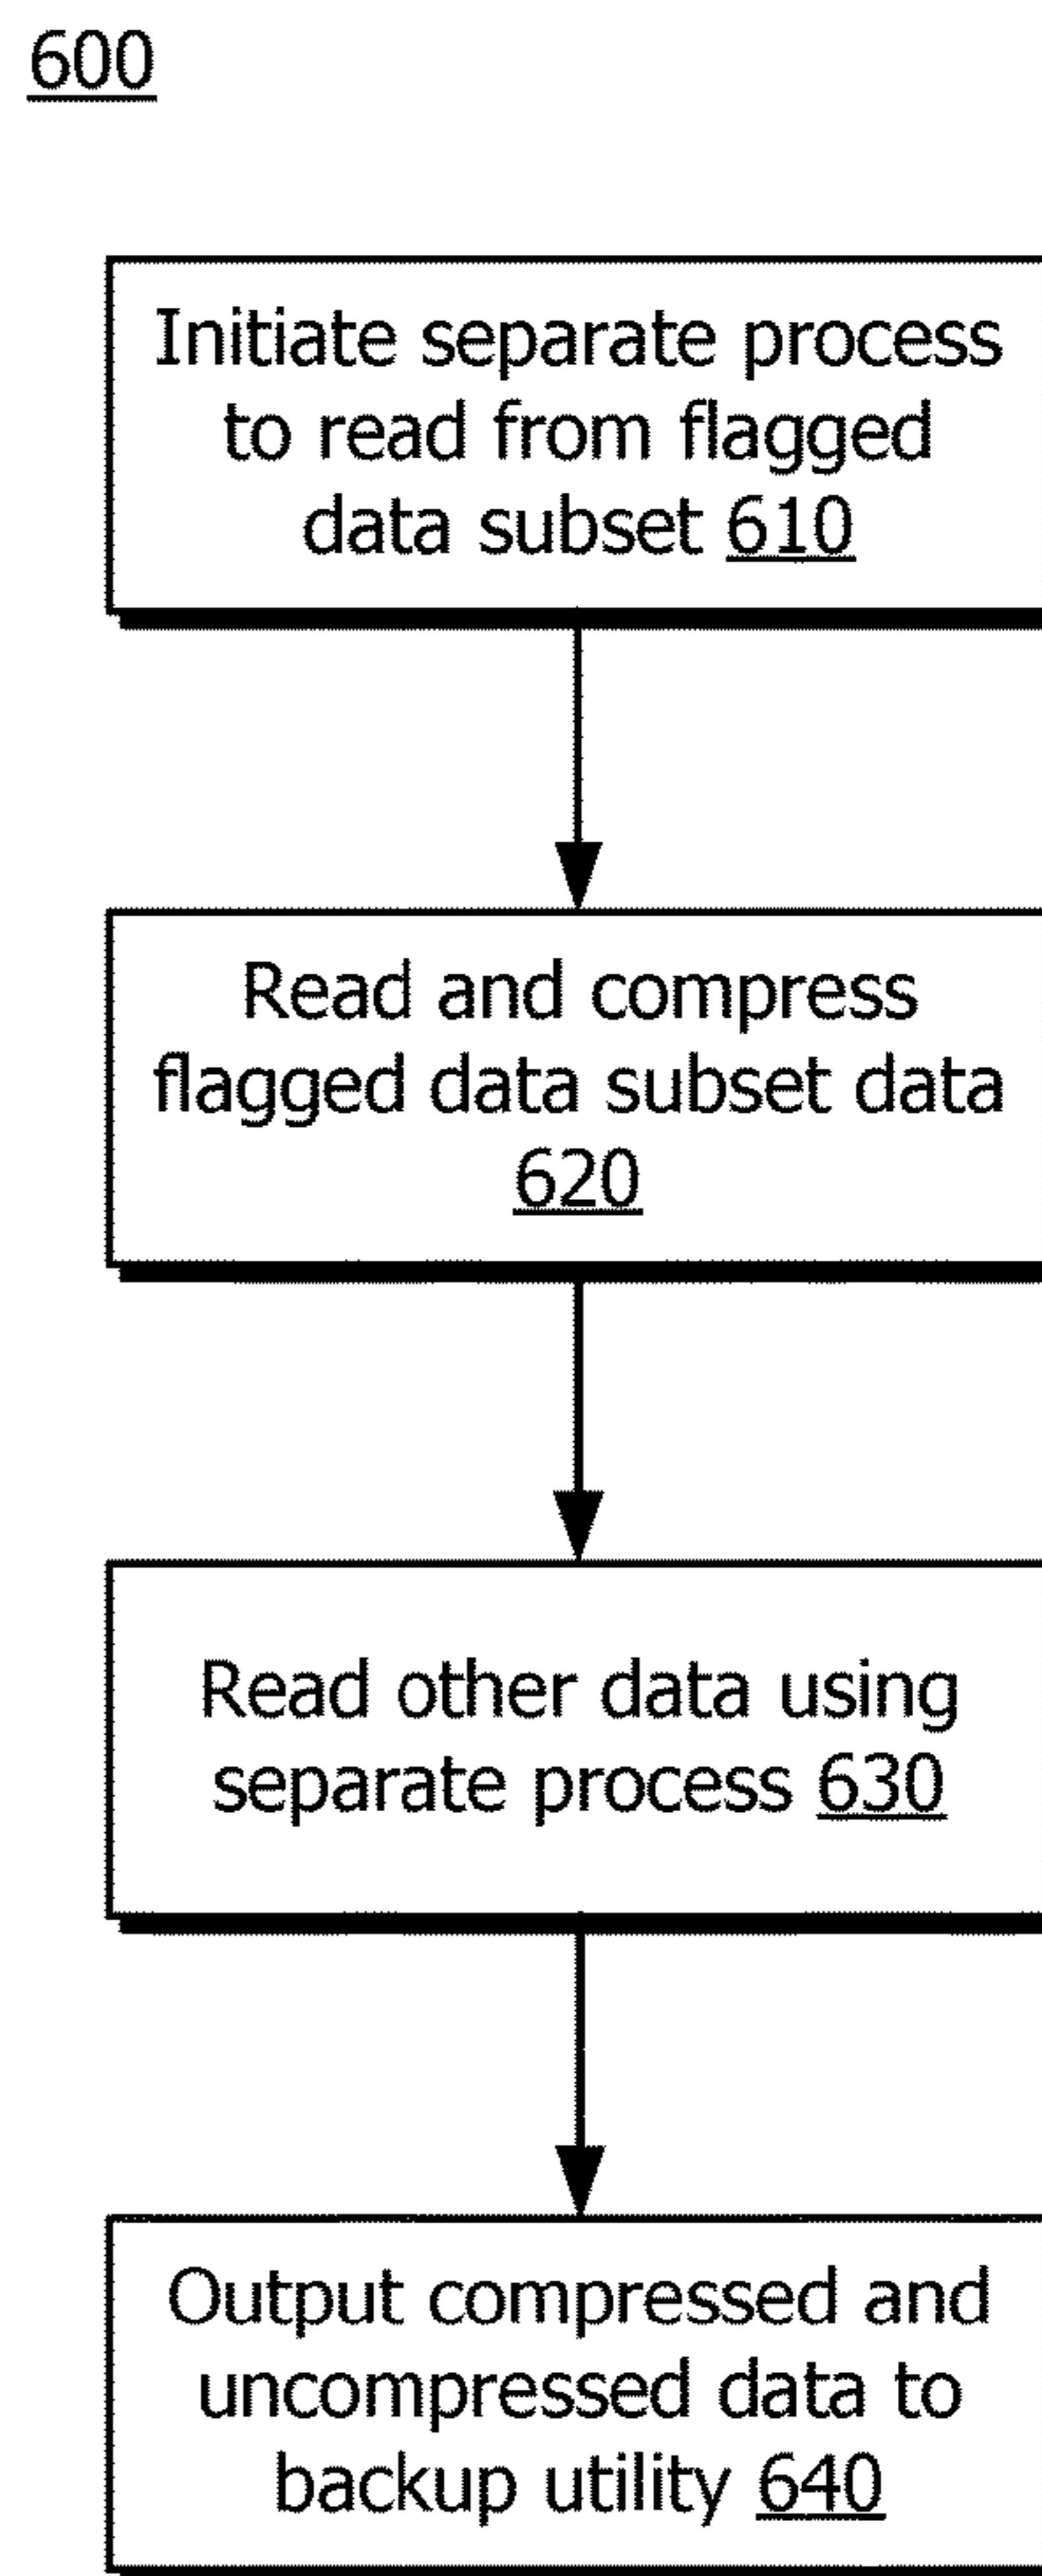 600
Initiate separate process
to read from flagged
data subset 610
Read and compress
flagged data subset data
620
Read other data using
separate process 630
Output compressed and
uncompressed data to
backup utility 640